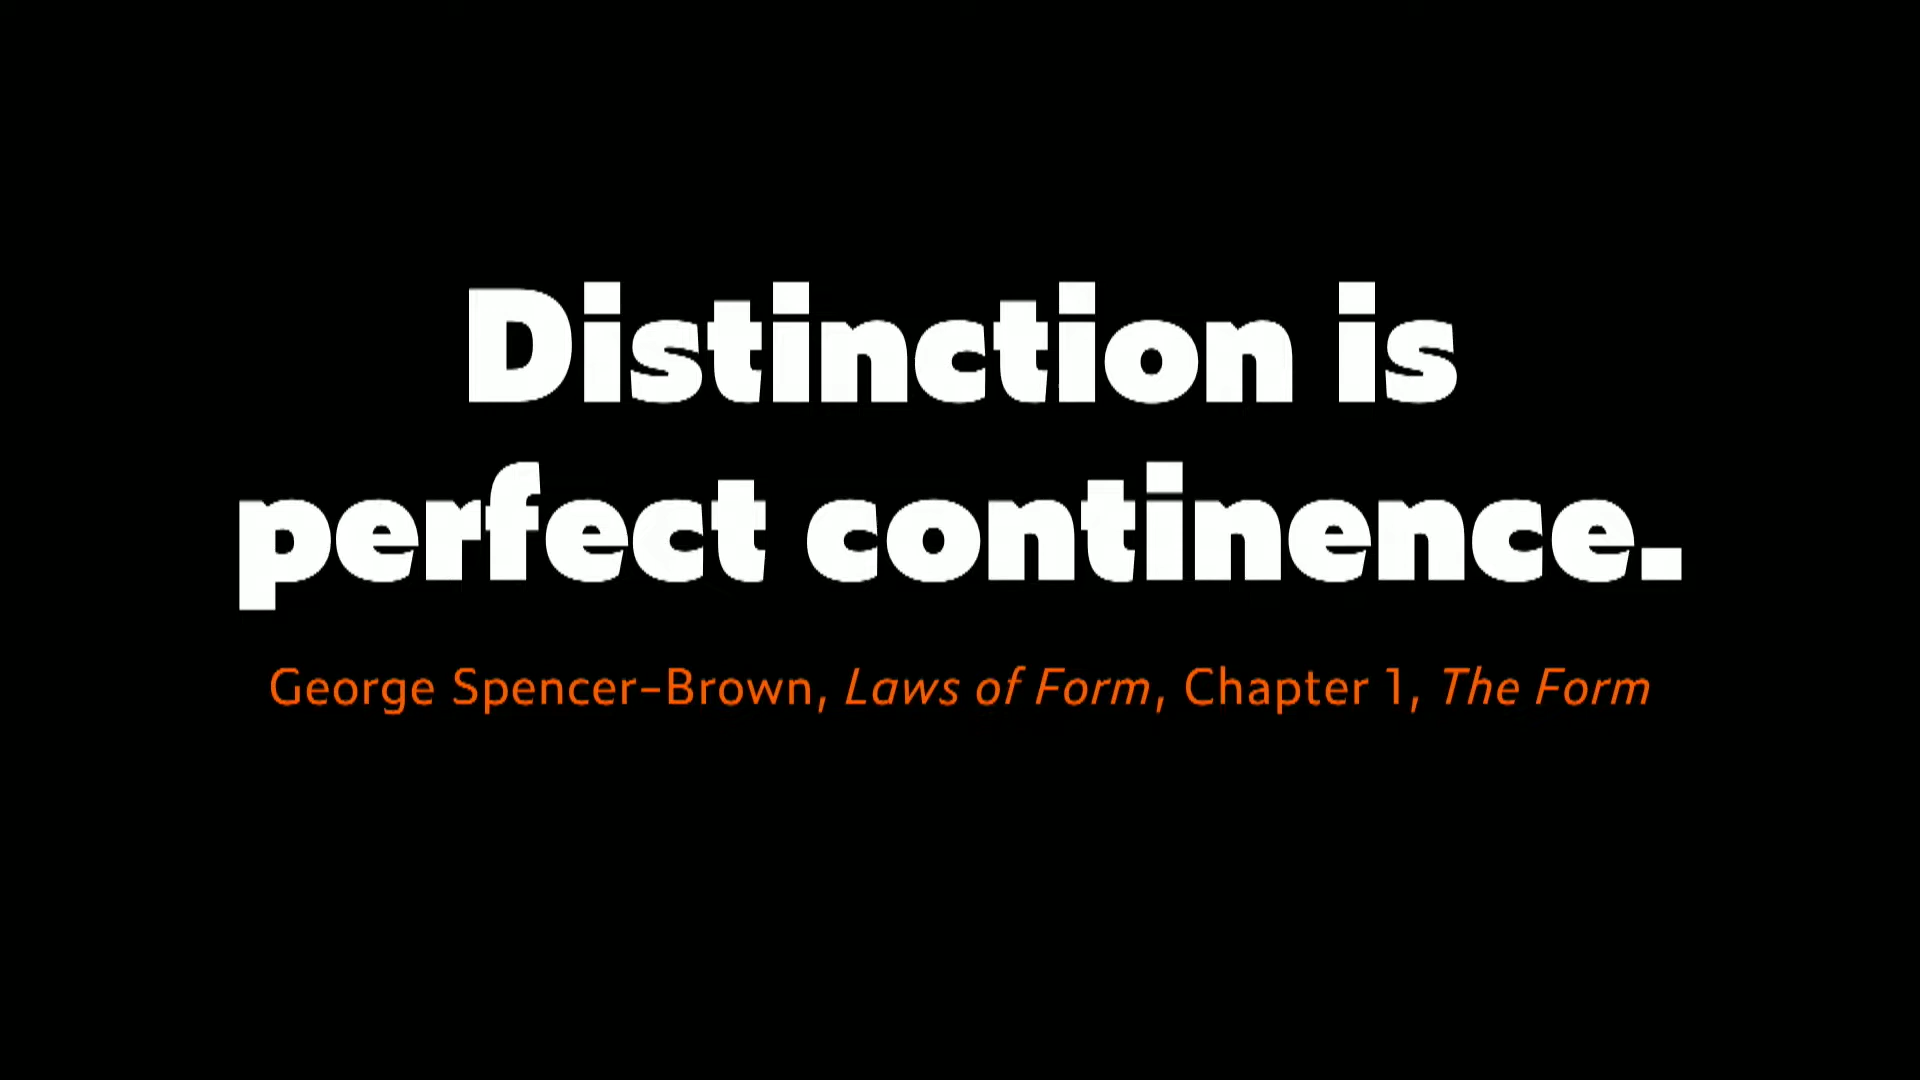 Distinction is
perfect continence.
George Spencer-Brown, Laws of Form, Chapter 1, The Form